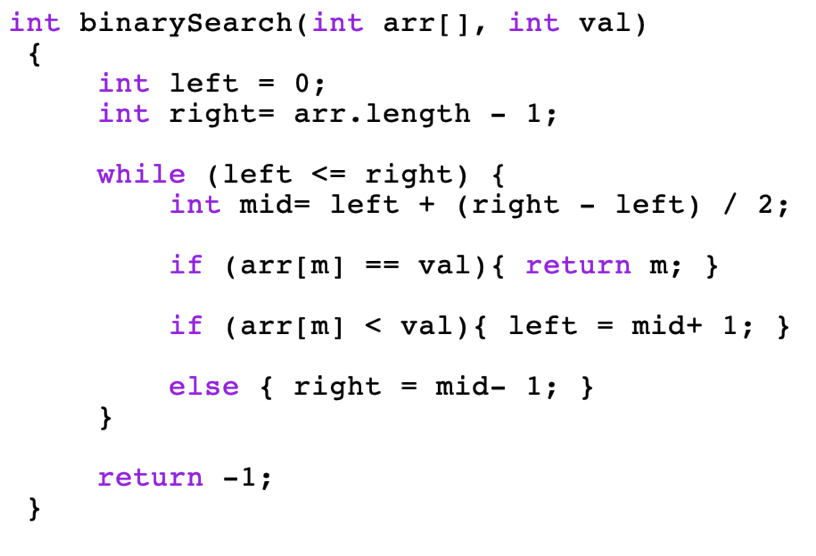 int binarySearch(int arr[], int val)
{
int left = 0;
int right= arr.length - 1;
while (left <= right) {
int mid= left + (right - left) / 2;
if (arr[m] == val){ return m; }
if (arr[m] < val){ left = mid+ 1; }
else { right = mid- 1; }
}
return -1;
}